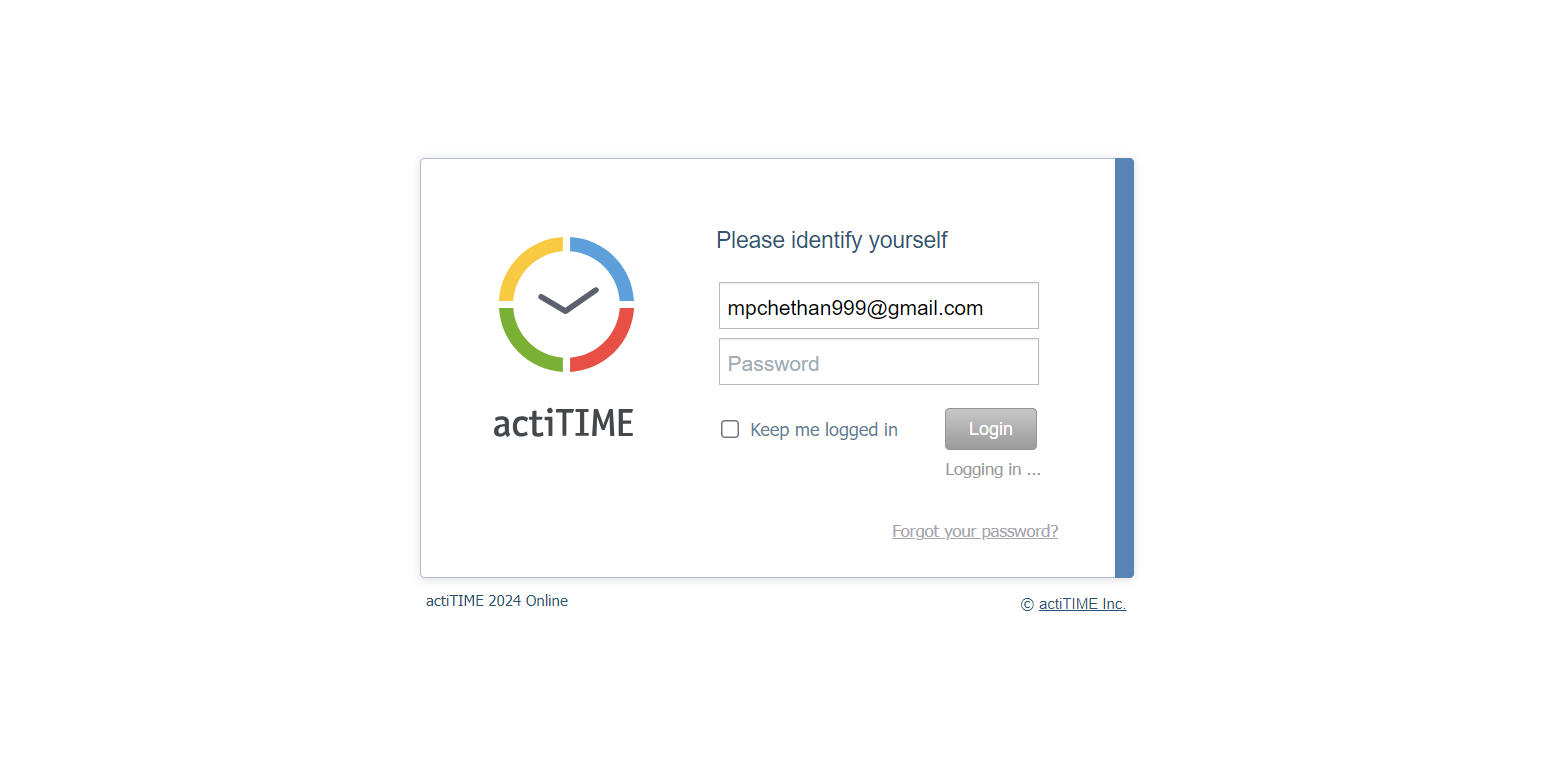 Please identify yourself
mpchethan999@gmail.com
Password
actiTIME
Keep me logged in
Login
Logging in ...
Forgot your password?
actiTIME 2024 Online
© actiTIME Inc.